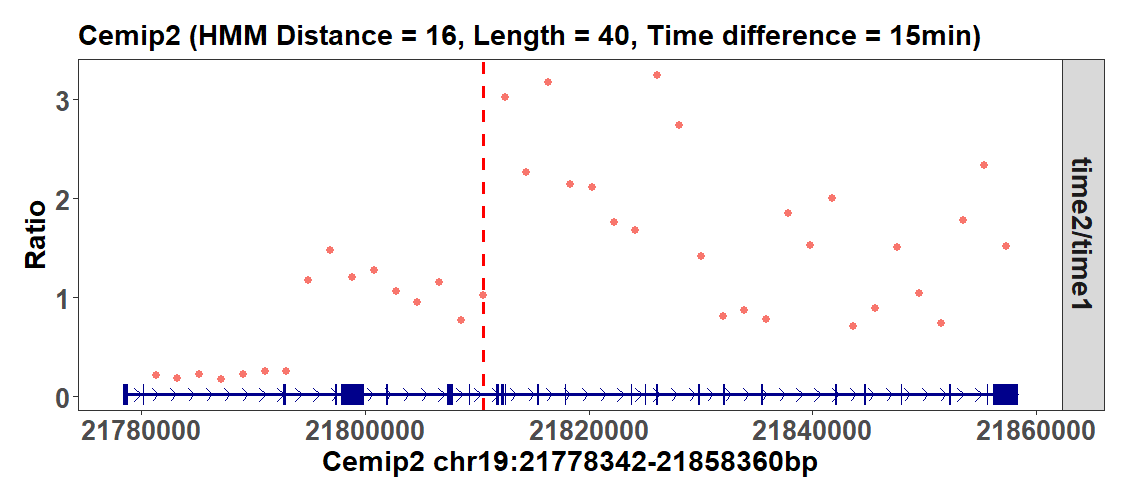 Cemip2 (HMM Distance = 16, Length = 40, Time difference = 15min)
3
2
1
0
Ratio
time2/time1
21780000 21800000 21820000 21840000 21860000
Cemip2 chr19:21778342-21858360bp